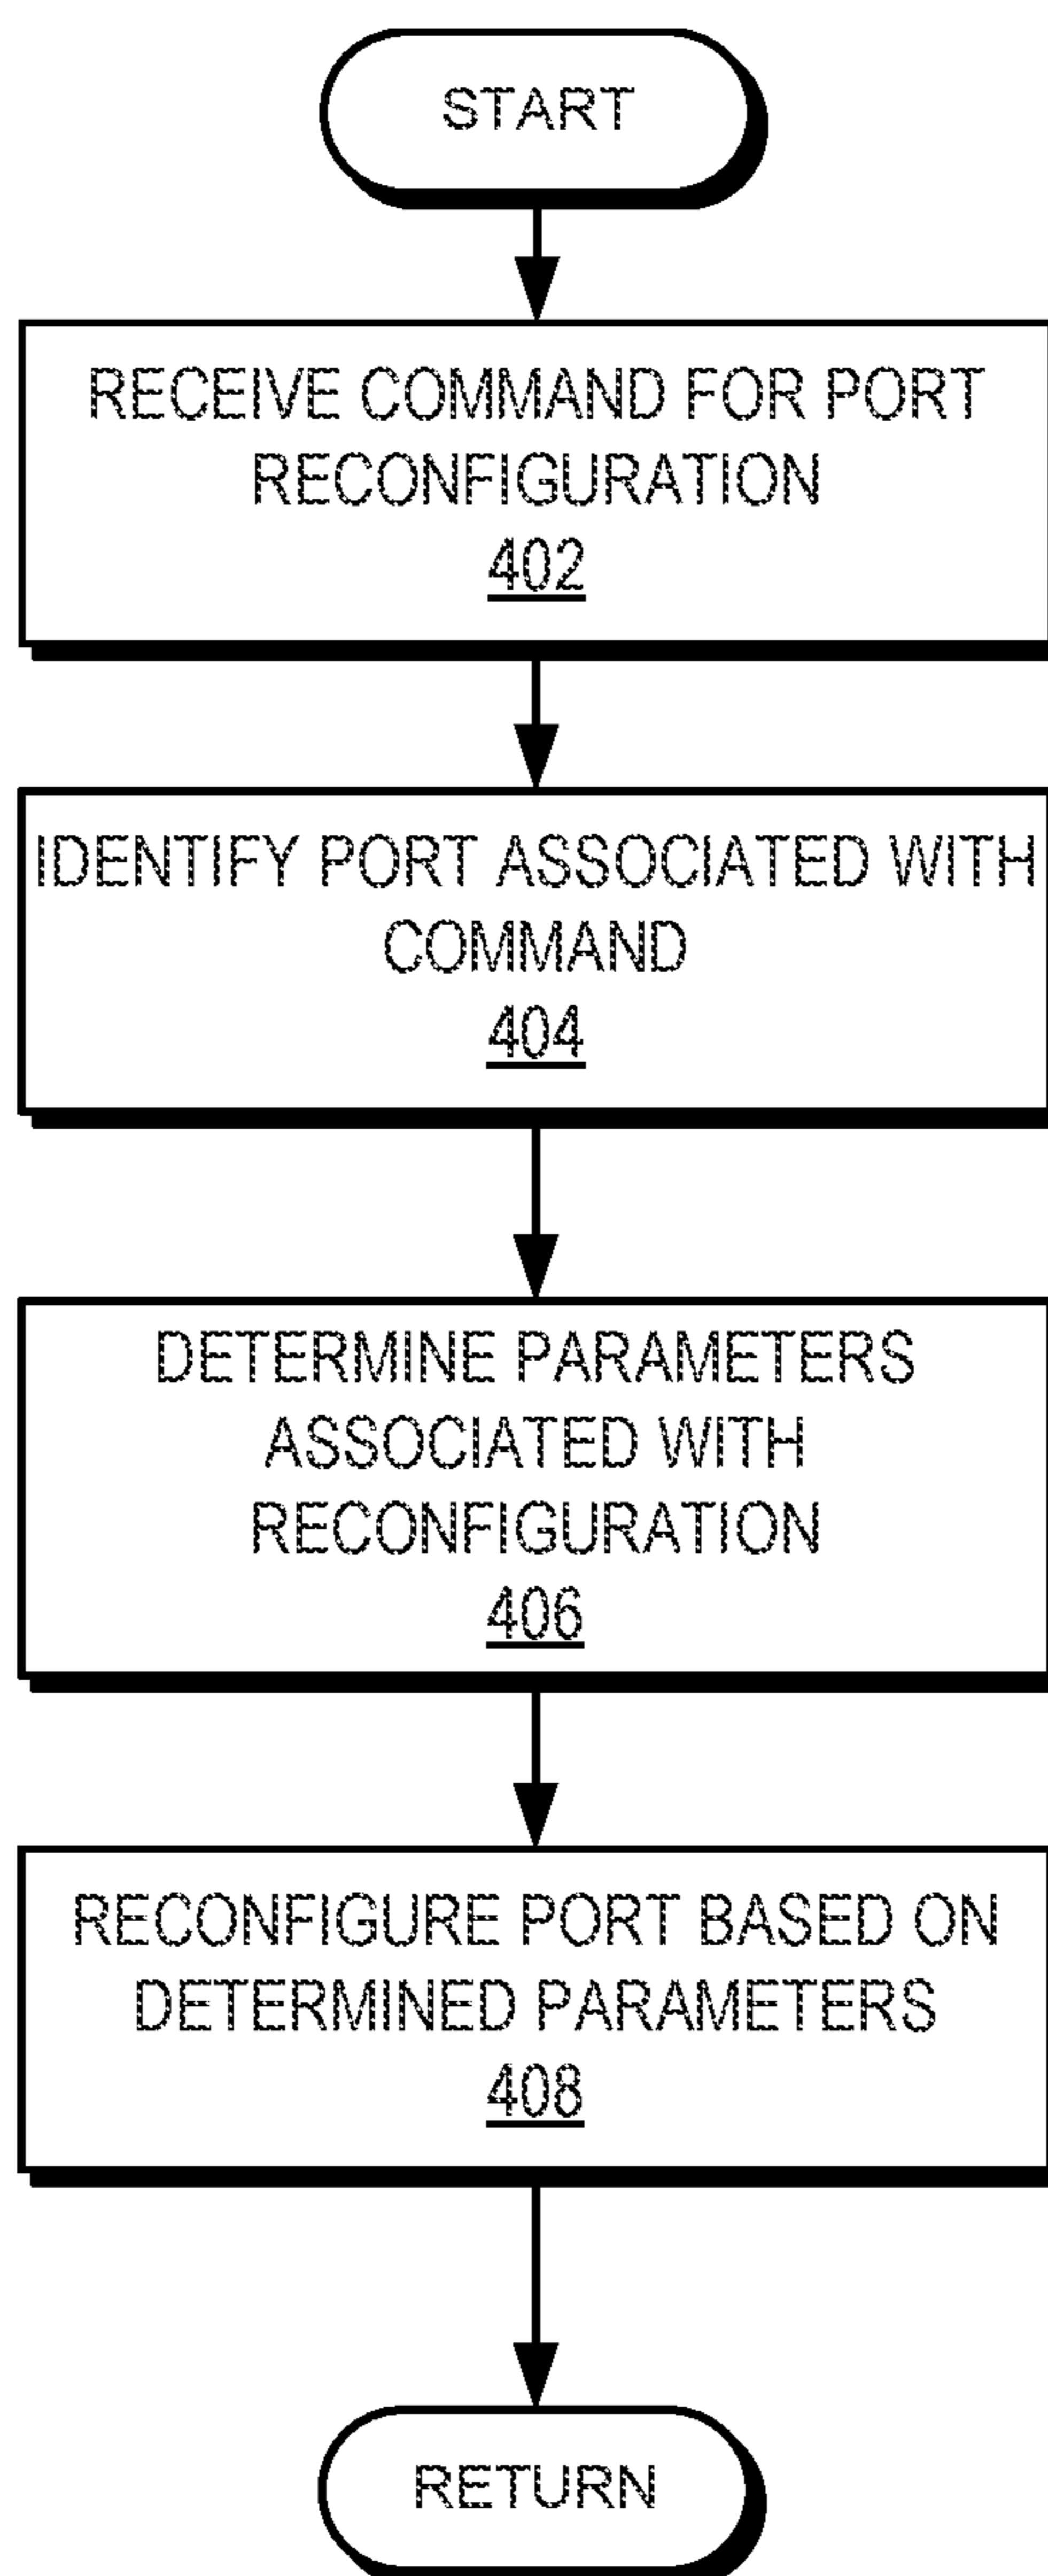 START
RECEIVE COMMAND FOR PORT
RECONFIGURATION
402
IDENTIFY PORT ASSOCIATED WITH
COMMAND
404
DETERMINE PARAMETERS
ASSOCIATED WITH
RECONFIGURATION
406
RECONFIGURE PORT BASED ON
DETERMINED PARAMETERS
408
RETURN